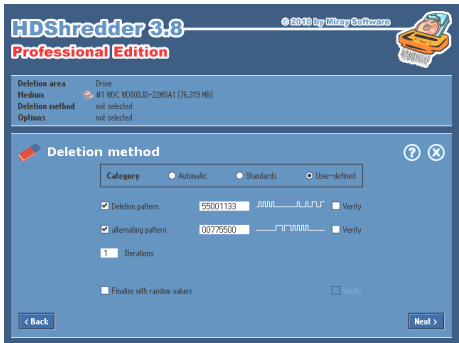 HDShredder 3.8
© 2010 by Miray Software
Professional Edition
Deletion area Drive
Medium #1 WDC WD800JD-22MSA1 (76,319 MB)
Deletion method not selected
Options not selected
Deletion method
Category Automatic Standards User-defined
Deletion pattern 55001133 Verify
alternating pattern 00775500 Verify
1 Iterations
Finalize with random values Verify
< Back Next >